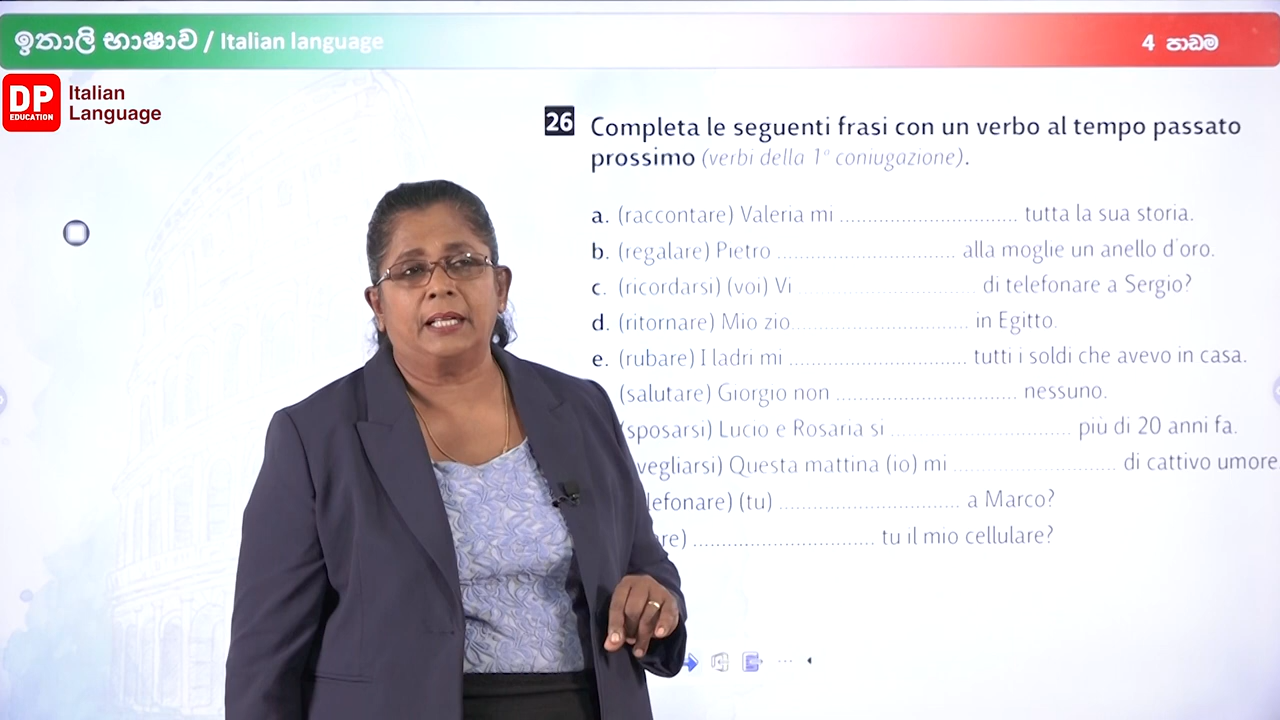 ඉතාලි භාෂාව / Italian language
4 පාඩම
DP
EDUCATION
Italian
Language
26 Completa le seguenti frasi con un verbo al tempo passato
prossimo (verbi della 1° coniugazione).
a. (raccontare) Valeria mi .............................. tutta la sua storia.
b. (regalare) Pietro .............................. alla moglie un anello d'oro.
c. (ricordarsi) (voi) Vi .............................. di telefonare a Sergio?
d. (ritornare) Mio zio.............................. in Egitto.
e. (rubare) I ladri mi .............................. tutti i soldi che avevo in casa.
(salutare) Giorgio non .............................. nessuno.
sposarsi) Lucio e Rosaria si .............................. più di 20 anni fa.
vegliarsi) Questa mattina (io) mi .............................. di cattivo umore
lefonare) (tu) .............................. a Marco?
re) .............................. tu il mio cellulare?